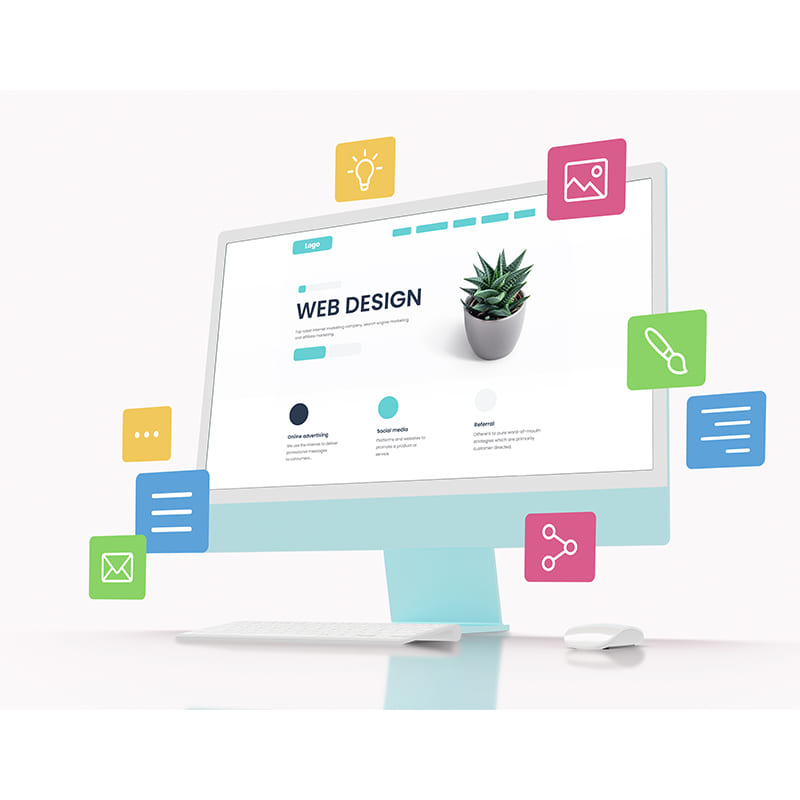 Logo
WEB DESIGN
Top rated internet marketing company, search engine marketing
and affiliate marketing.
Online advertising
We use the internet to deliver
promotional messages
to consumers...
Social media
Platforms and websites to
promote a product or
service.
Referral
Different to pure word-of-mouth
strategies which are primarily
customer directed.